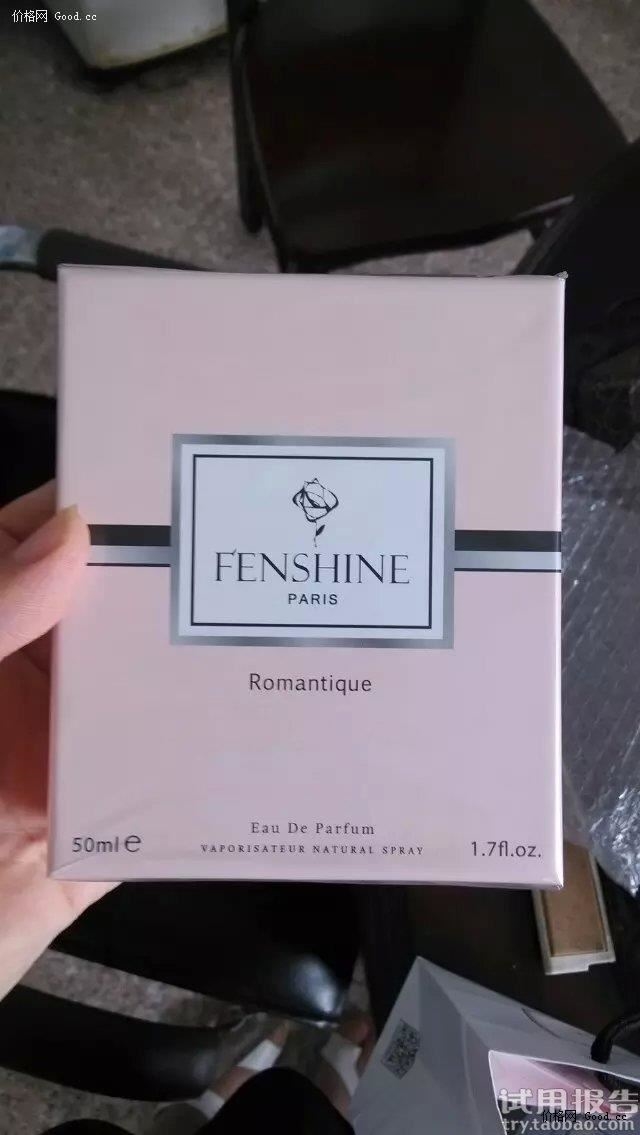 价格网 Good.cc
FENSHINE
PARIS
Romantique
Eau De Parfum
50ml e
VAPORISATEUR NATURAL SPRAY
1.7fl.oz.
试用报告
价格网 Good.cc
try.taobao.com